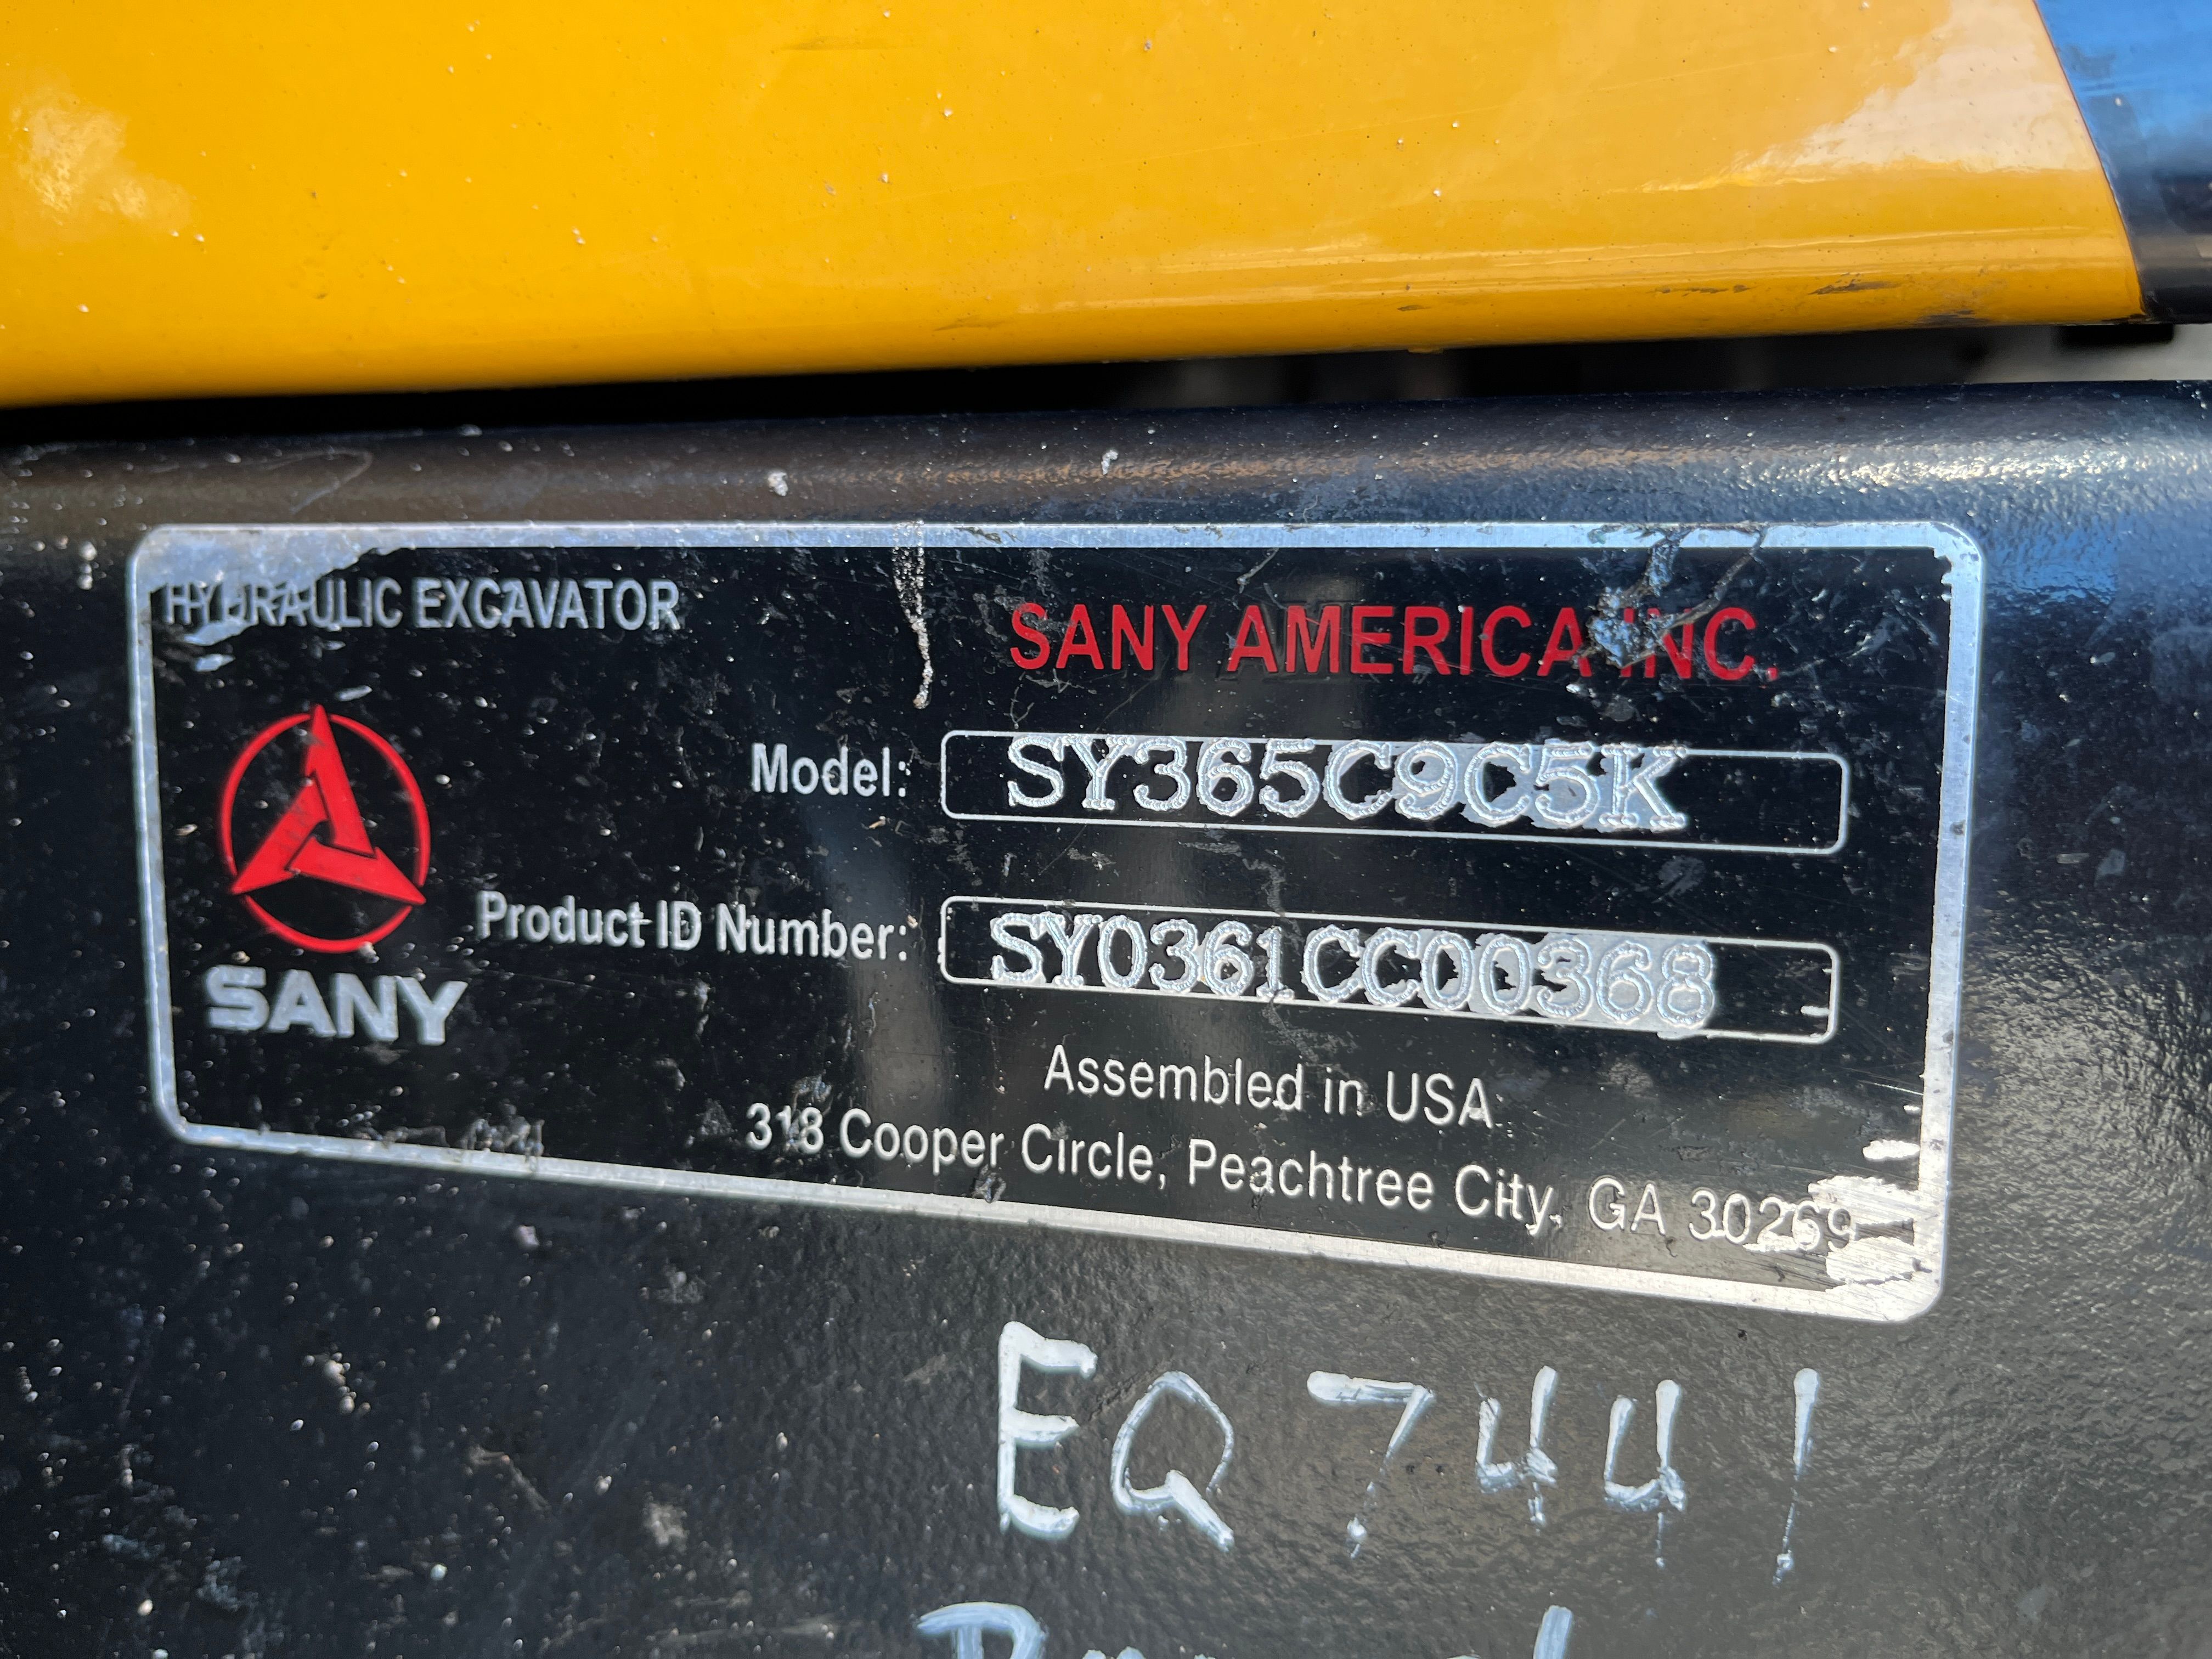 HYDRAULIC EXCAVATOR
SANY AMERICA INC.
Model: SY365C9C5K
Product ID Number: SY0361CC00368
SANY
Assembled in USA
318 Cooper Circle, Peachtree City, GA 30269
EQ 7441